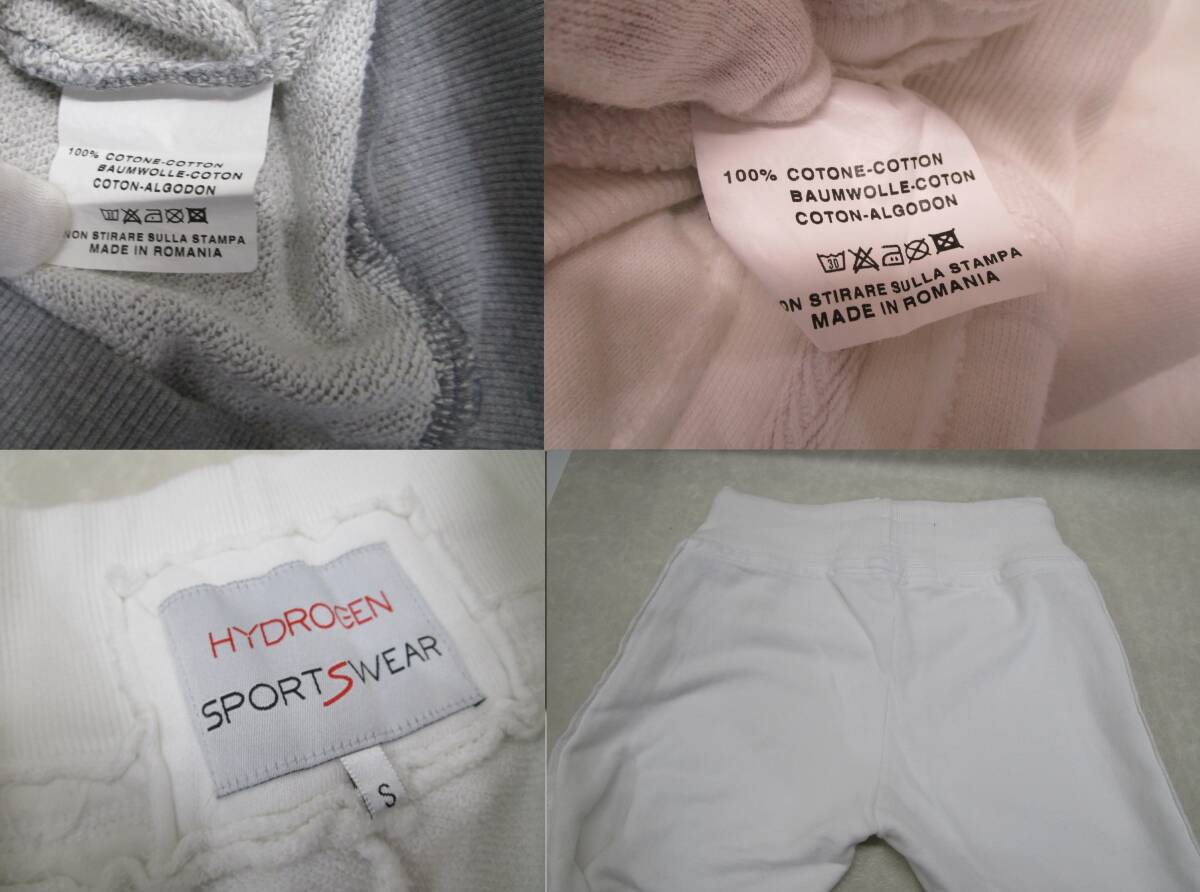 100% COTONE-COTTON
BAUMWOLLE-COTON
COTON-ALGODON
NON STIRARE SULLA STAMPA
MADE IN ROMANIA
100% COTONE-COTTON
BAUMWOLLE-COTON
COTON-ALGODON
30
ON STIRARE SULLA STAMPA
MADE IN ROMANIA
HYDROGEN
SPORTSWEAR
S